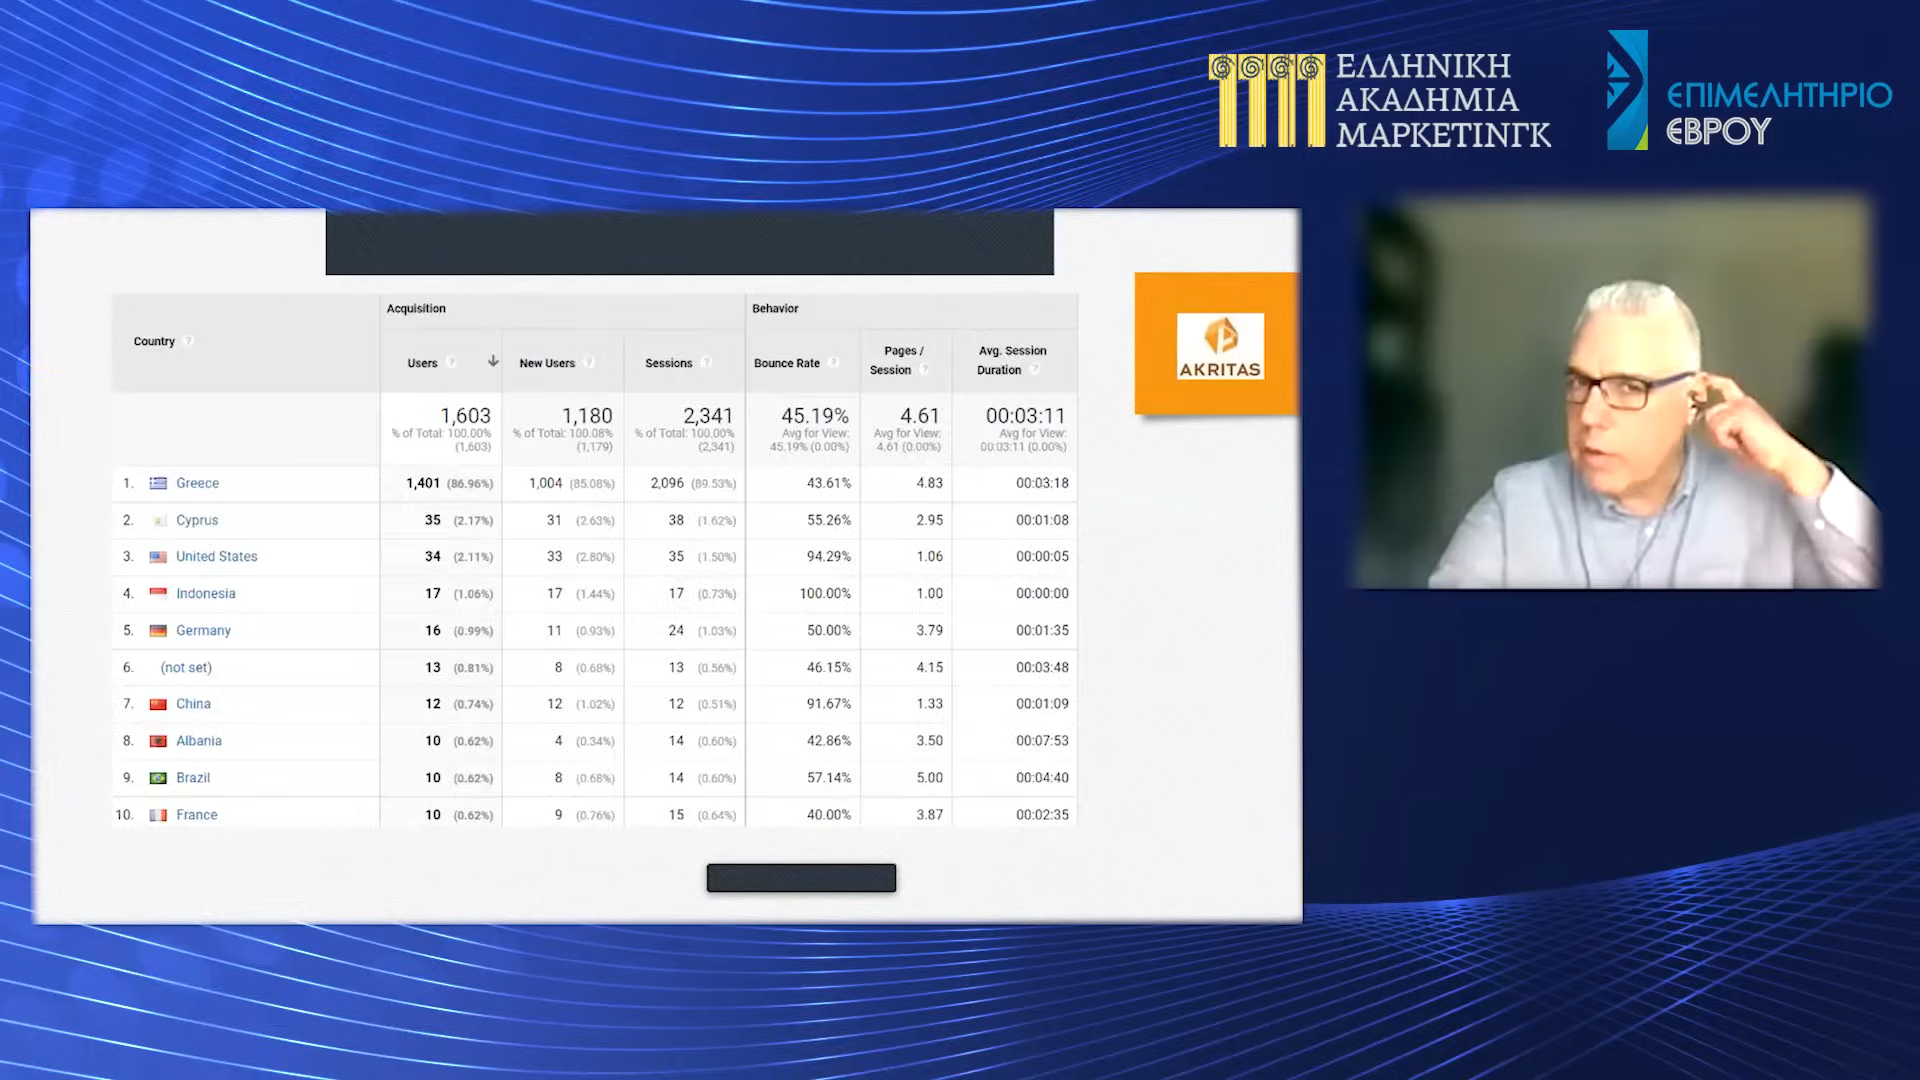 ΕΛΛΗΝΙΚΗ
ΑΚΑΔΗΜΙΑ
ΜΑΡΚΕΤΙΝΓΚ
ΕΠΙΜΕΛΗΤΗΡΙΟ
ΕΒΡΟΥ
AKRITAS
Acquisition Behavior
Country ? Users ? New Users ? Sessions ? Bounce Rate ? Pages / Session ? Avg. Session Duration ?
1,603 1,180 2,341 45.19% 4.61 00:03:11
% of Total: 100.00% % of Total: 100.08% % of Total: 100.00% Avg for View: Avg for View: Avg for View:
(1,603) (1,179) (2,341) 45.19% (0.00%) 4.61 (0.00%) 00:03:11 (0.00%)
1. Greece 1,401 (86.96%) 1,004 (85.08%) 2,096 (89.53%) 43.61% 4.83 00:03:18
2. Cyprus 35 (2.17%) 31 (2.63%) 38 (1.62%) 55.26% 2.95 00:01:08
3. United States 34 (2.11%) 33 (2.80%) 35 (1.50%) 94.29% 1.06 00:00:05
4. Indonesia 17 (1.06%) 17 (1.44%) 17 (0.73%) 100.00% 1.00 00:00:00
5. Germany 16 (0.99%) 11 (0.93%) 24 (1.03%) 50.00% 3.79 00:01:35
6. (not set) 13 (0.81%) 8 (0.68%) 13 (0.56%) 46.15% 4.15 00:03:48
7. China 12 (0.74%) 12 (1.02%) 12 (0.51%) 91.67% 1.33 00:01:09
8. Albania 10 (0.62%) 4 (0.34%) 14 (0.60%) 42.86% 3.50 00:07:53
9. Brazil 10 (0.62%) 8 (0.68%) 14 (0.60%) 57.14% 5.00 00:04:40
10. France 10 (0.62%) 9 (0.76%) 15 (0.64%) 40.00% 3.87 00:02:35